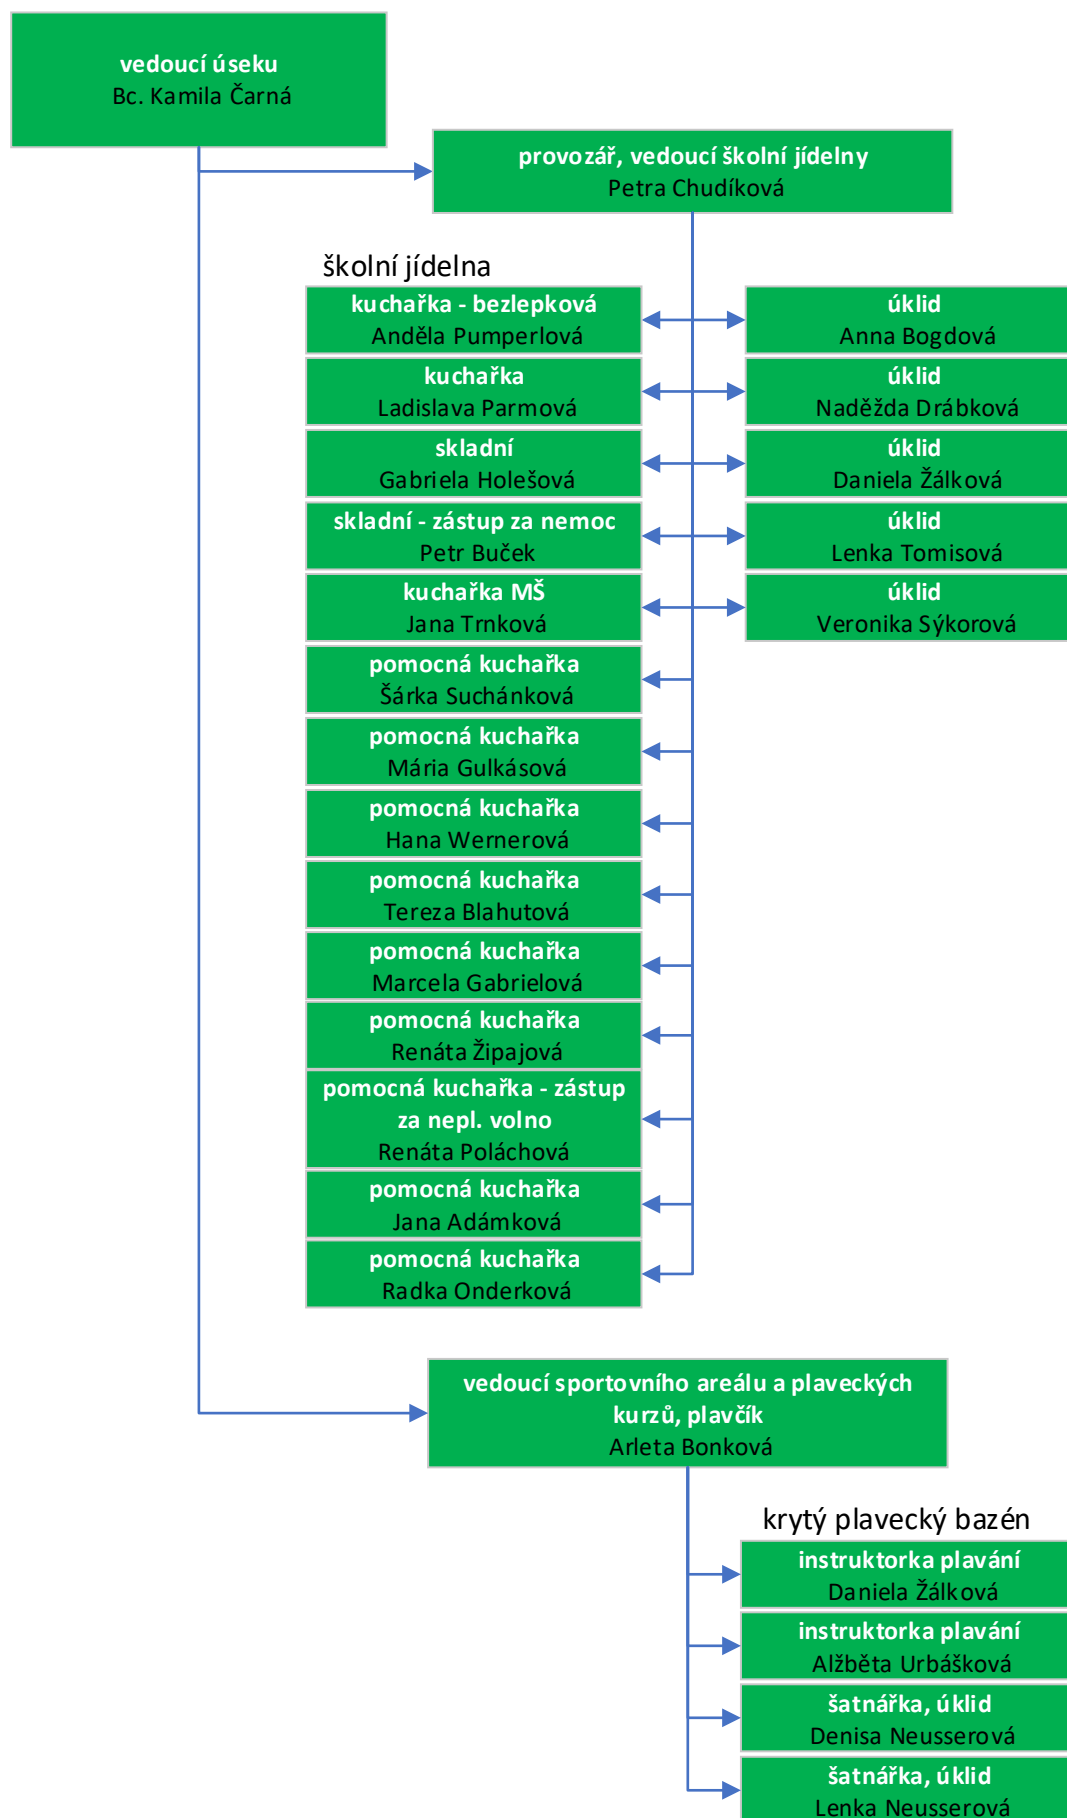 vedoucí úseku
Bc. Kamila Čarná
provozář, vedoucí školní jídelny
Petra Chudíková
školní jídelna
kuchařka - bezlepková
Anděla Pumperlová
úklid
Anna Bogdová
kuchařka
Ladislava Parmová
úklid
Naděžda Drábková
skladní
Gabriela Holešová
úklid
Daniela Žálková
skladní - zástup za nemoc
Petr Buček
úklid
Lenka Tomisová
kuchařka MŠ
Jana Trnková
úklid
Veronika Sýkorová
pomocná kuchařka
Šárka Suchánková
pomocná kuchařka
Mária Gulkásová
pomocná kuchařka
Hana Wernerová
pomocná kuchařka
Tereza Blahutová
pomocná kuchařka
Marcela Gabrielová
pomocná kuchařka
Renáta Žipajová
pomocná kuchařka - zástup
za nepl. volno
Renáta Poláchová
pomocná kuchařka
Jana Adámková
pomocná kuchařka
Radka Onderková
vedoucí sportovního areálu a plaveckých
kurzů, plavčík
Arleta Bonková
krytý plavecký bazén
instruktorka plavání
Daniela Žálková
instruktorka plavání
Alžběta Urbášková
šatnářka, úklid
Denisa Neusserová
šatnářka, úklid
Lenka Neusserová